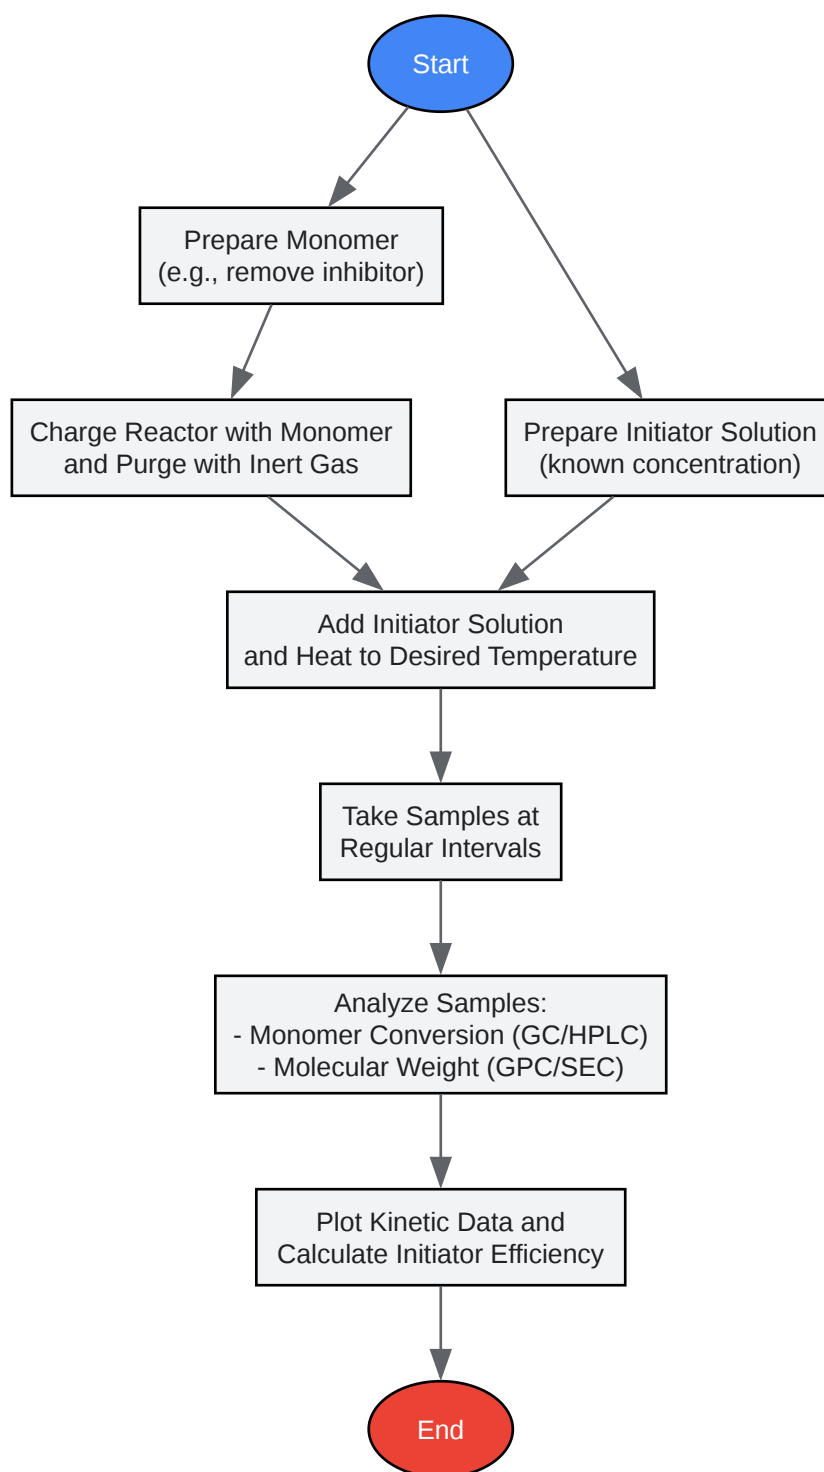 Start
Prepare Monomer
(e.g., remove inhibitor)
Charge Reactor with Monomer
and Purge with Inert Gas
Prepare Initiator Solution
(known concentration)
Add Initiator Solution
and Heat to Desired Temperature
Take Samples at
Regular Intervals
Analyze Samples:
- Monomer Conversion (GC/HPLC)
- Molecular Weight (GPC/SEC)
Plot Kinetic Data and
Calculate Initiator Efficiency
End